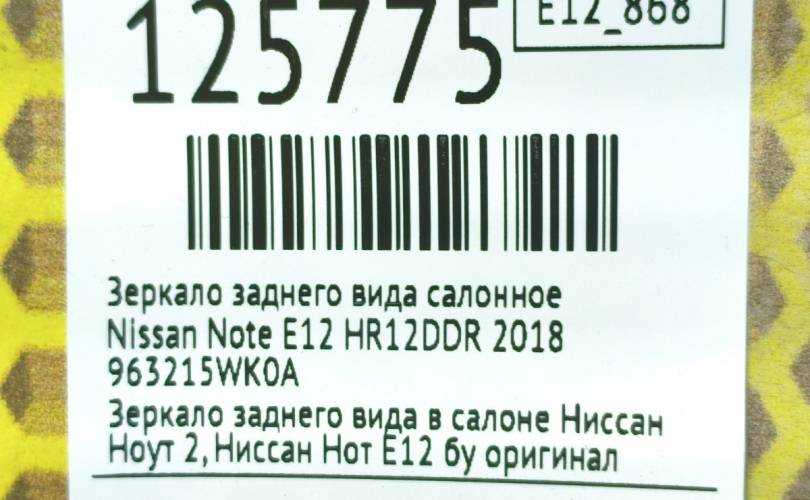 125775
E12_868
Зеркало заднего вида салонное
Nissan Note E12 HR12DDR 2018
963215WK0A
Зеркало заднего вида в салоне Ниссан
Ноут 2, Ниссан Нот Е12 бу оригинал